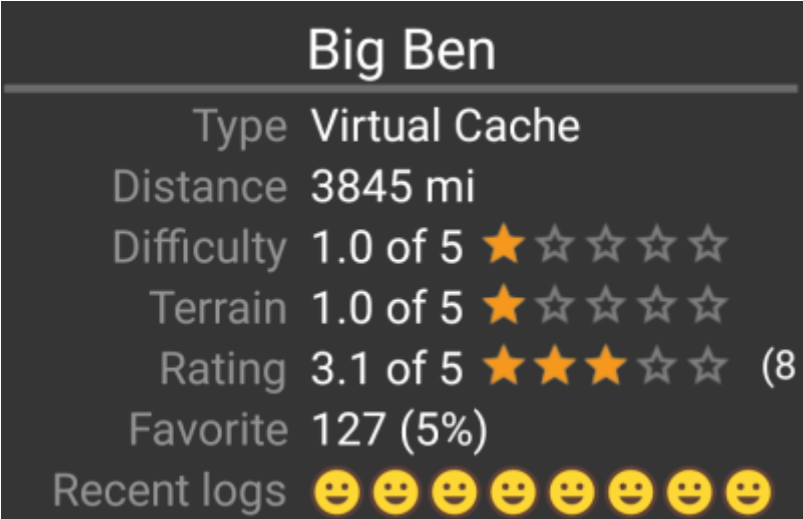 Big Ben
Type Virtual Cache
Distance 3845 mi
Difficulty 1.0 of 5
Terrain 1.0 of 5
Rating 3.1 of 5 (8
Favorite 127 (5%)
Recent logs